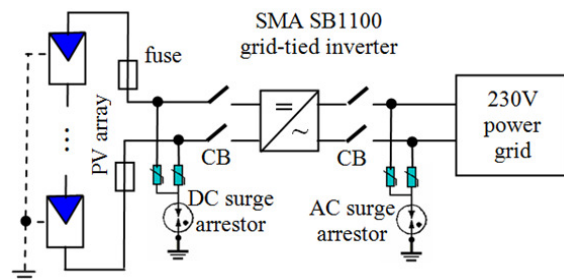 SMA SB1100
grid-tied inverter
fuse
PV array
CB
CB
230V
power
grid
DC surge
arrestor
AC surge
arrestor